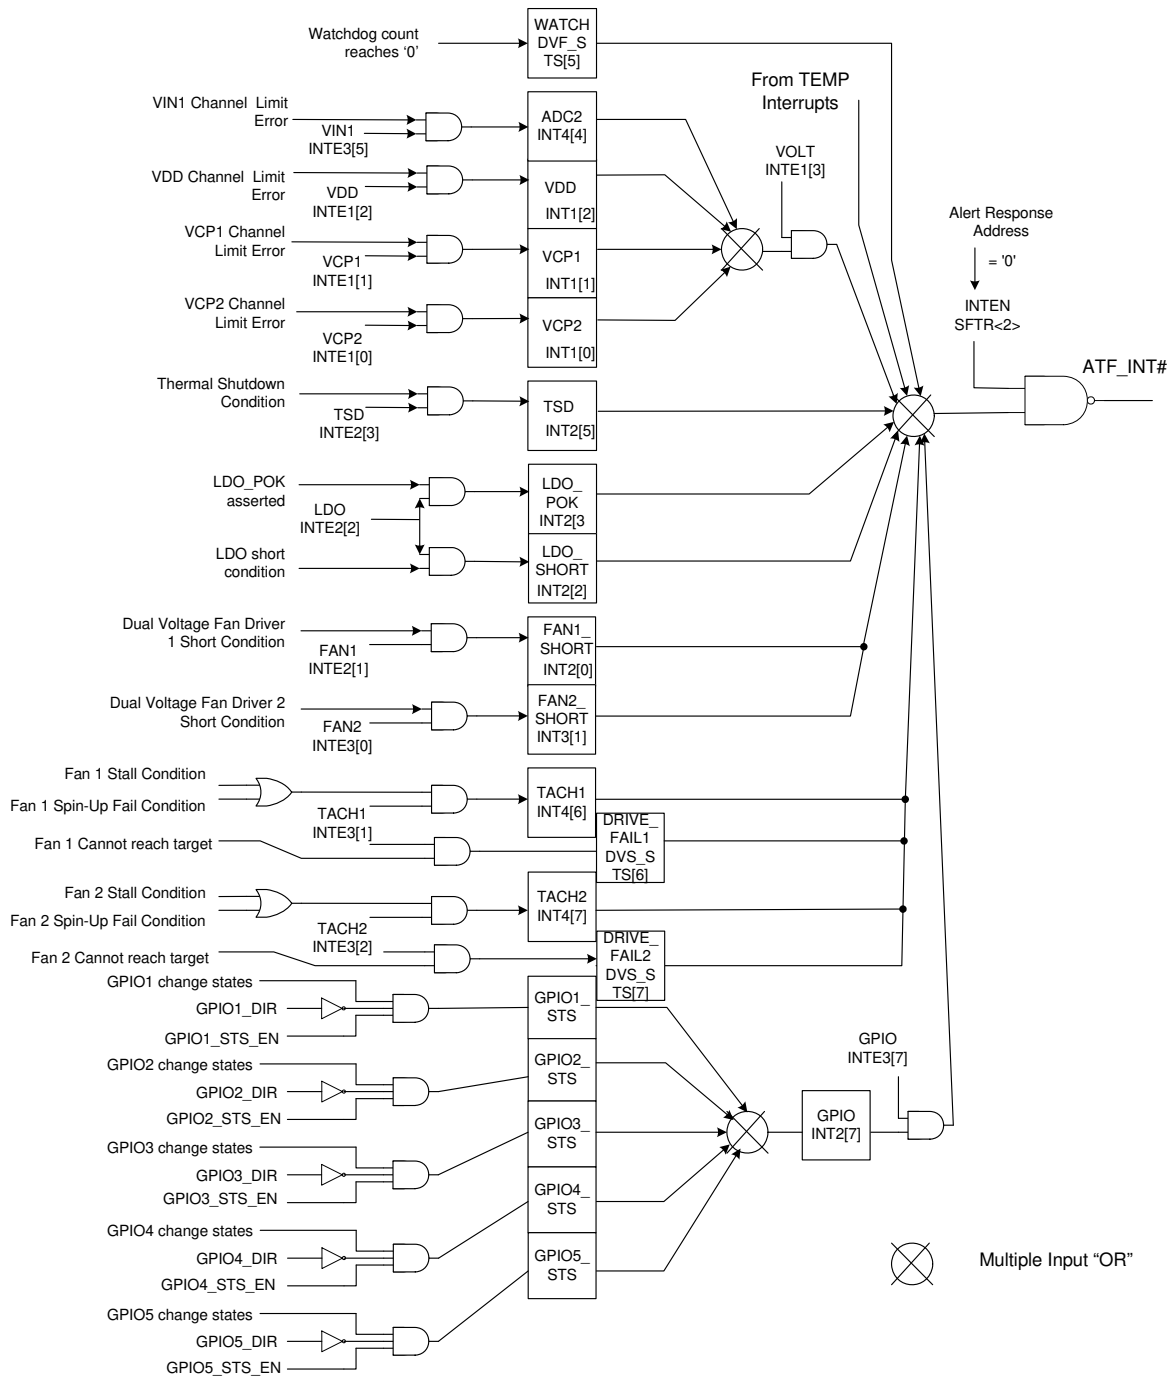 Watchdog count
reaches ‘0’
WATCH
DVF_S
TS[5]
From TEMP
Interrupts
VIN1 Channel Limit
Error
VIN1
INTE3[5]
ADC2
INT4[4]
VOLT
INTE1[3]
VDD Channel Limit
Error
VDD
INTE1[2]
VDD
INT1[2]
VCP1 Channel
Limit Error
VCP1
INTE1[1]
VCP1
INT1[1]
Alert Response
Address
= '0'
INTEN
SFTR<2>
VCP2 Channel
Limit Error
VCP2
INTE1[0]
VCP2
INT1[0]
ATF_INT#
Thermal Shutdown
Condition
TSD
INTE2[3]
TSD
INT2[5]
LDO_POK
asserted
LDO
INTE2[2]
LDO_
POK
INT2[3
LDO short
condition
LDO_
SHORT
INT2[2]
Dual Voltage Fan Driver
1 Short Condition
FAN1
INTE2[1]
FAN1_
SHORT
INT2[0]
Dual Voltage Fan Driver 2
Short Condition
FAN2
INTE3[0]
FAN2_
SHORT
INT3[1]
Fan 1 Stall Condition
Fan 1 Spin-Up Fail Condition
TACH1
INTE3[1]
TACH1
INT4[6]
Fan 1 Cannot reach target
DRIVE_
FAIL1
DVS_S
TS[6]
Fan 2 Stall Condition
Fan 2 Spin-Up Fail Condition
TACH2
INTE3[2]
TACH2
INT4[7]
Fan 2 Cannot reach target
DRIVE_
FAIL2
DVS_S
TS[7]
GPIO1 change states
GPIO1_DIR
GPIO1_STS_EN
GPIO1_
STS
GPIO2 change states
GPIO2_DIR
GPIO2_STS_EN
GPIO2_
STS
GPIO
INTE3[7]
GPIO3 change states
GPIO3_DIR
GPIO3_STS_EN
GPIO3_
STS
GPIO
INT2[7]
GPIO4 change states
GPIO4_DIR
GPIO4_STS_EN
GPIO4_
STS
GPIO5 change states
GPIO5_DIR
GPIO5_STS_EN
GPIO5_
STS
Multiple Input “OR”